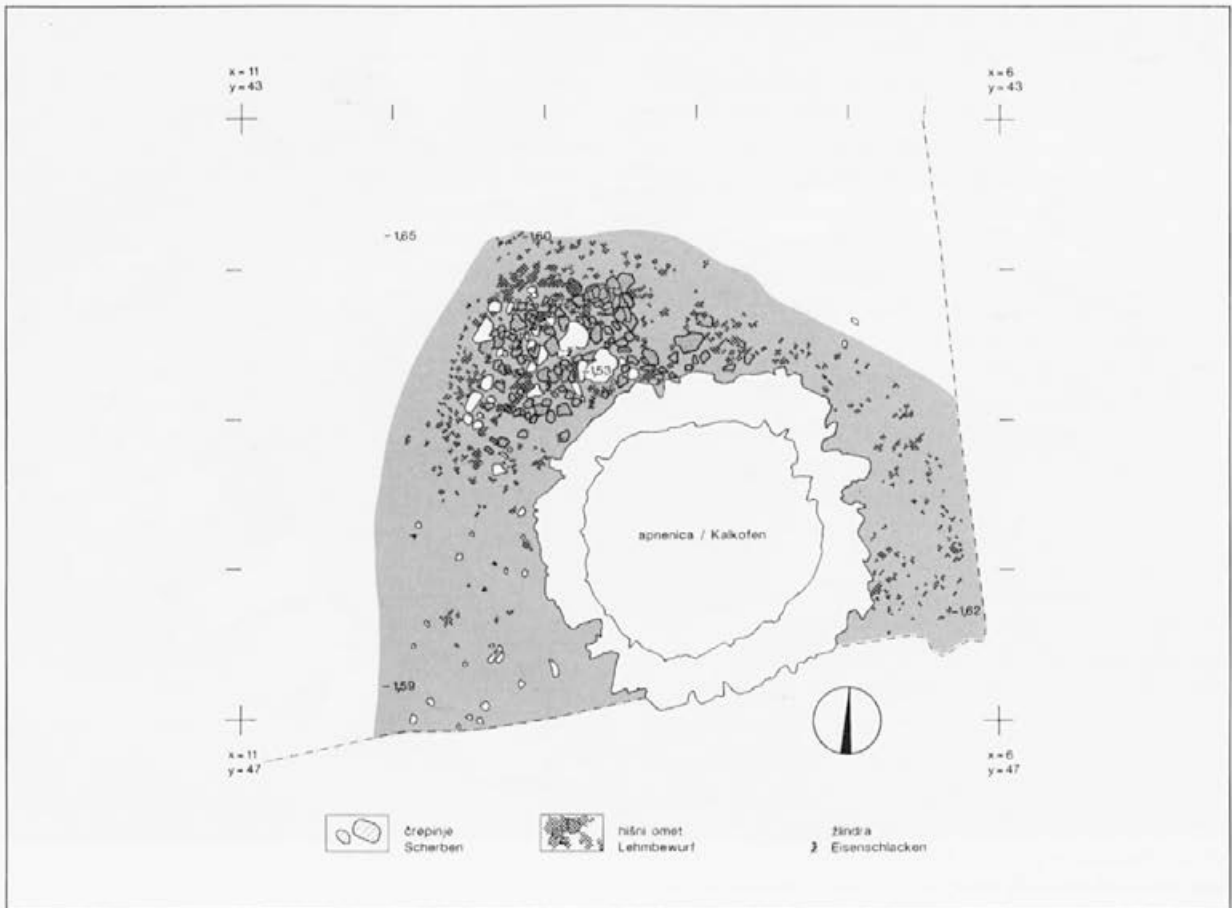 x = 11
y = 43
x = 6
y = 43
-1,65
-1,60
-1,53
apnenica / Kalkofen
-1,62
-1,59
x = 11
y = 47
x = 6
y = 47
črepinje
Scherben
hišni omet
Lehmbewurf
žlindra
Eisenschlacken